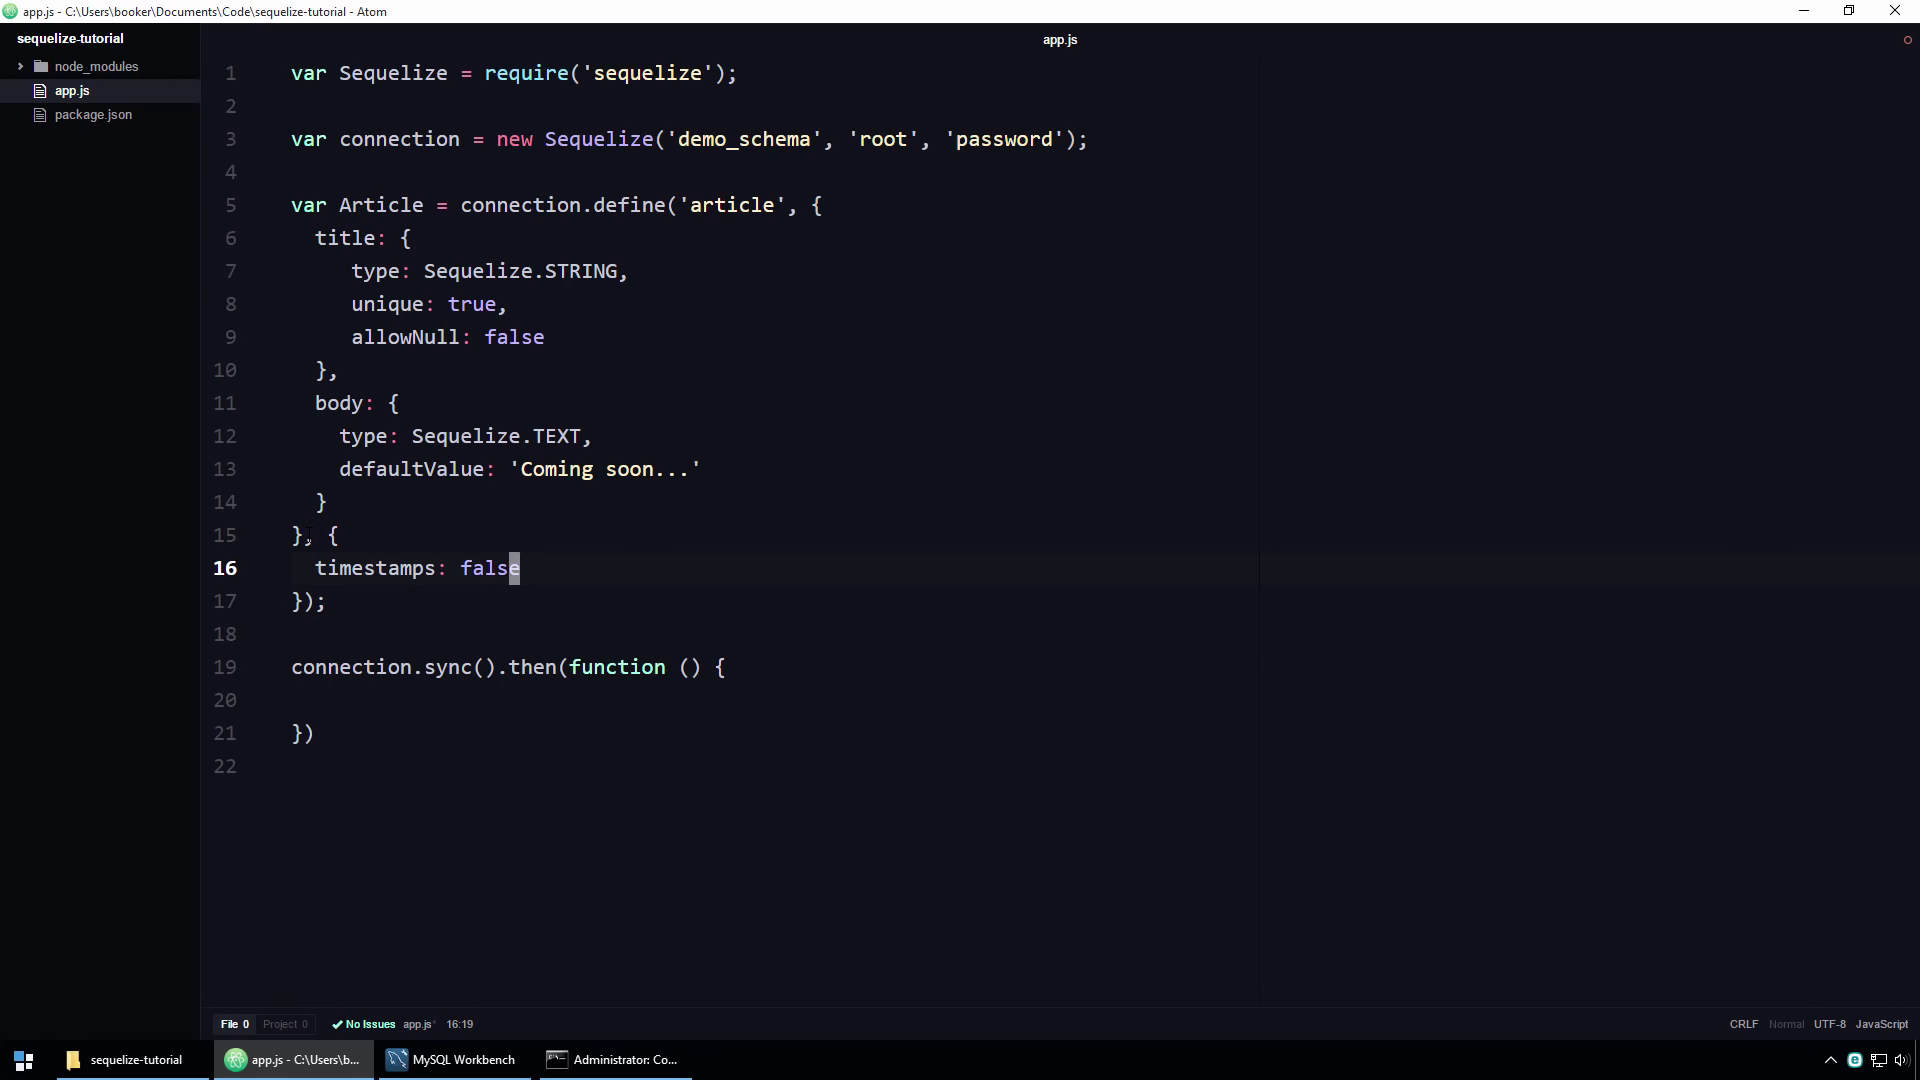 app.js - C:\Users\booker\Documents\Code\sequelize-tutorial - Atom
sequelize-tutorial
node_modules
app.js
package.json
app.js
1 var Sequelize = require('sequelize');
2
3 var connection = new Sequelize('demo_schema', 'root', 'password');
4
5 var Article = connection.define('article', {
6 title: {
7 type: Sequelize.STRING,
8 unique: true,
9 allowNull: false
10 },
11 body: {
12 type: Sequelize.TEXT,
13 defaultValue: 'Coming soon...'
14 }
15 }, {
16 timestamps: false
17 });
18
19 connection.sync().then(function () {
20
21 })
22
File 0 Project 0 No Issues app.js* 16:19 CRLF Normal UTF-8 JavaScript
sequelize-tutorial app.js - C:\Users\b... MySQL Workbench Administrator: Co...